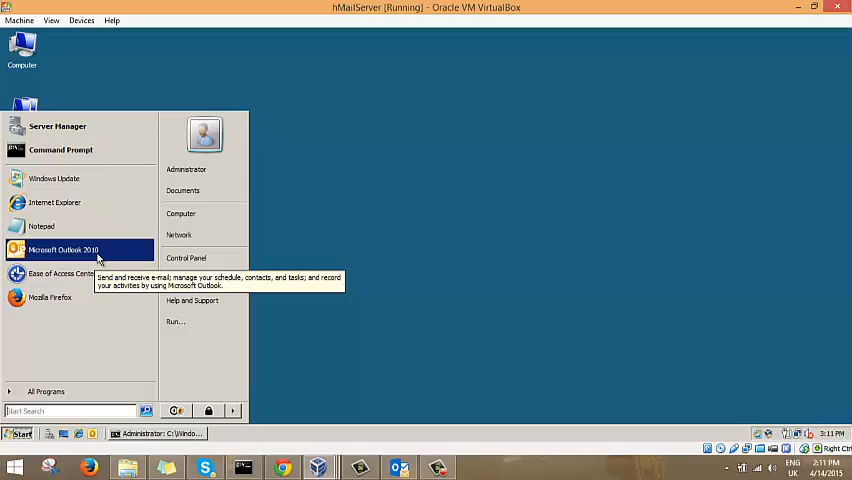 hMailServer [Running] - Oracle VM VirtualBox
Machine View Devices Help
Computer
Server Manager
Command Prompt
Windows Update
Internet Explorer
Notepad
Microsoft Outlook 2010
Ease of Access Cente
Mozilla Firefox
All Programs
Start Search
Administrator
Documents
Computer
Network
Control Panel
Send and receive e-mail; manage your schedule, contacts, and tasks; and record
your activities by using Microsoft Outlook.
Help and Support
Run...
Start
Administrator: C:\Windo...
3:11 PM
Right Ctrl
ENG
UK
2:11 PM
4/14/2015